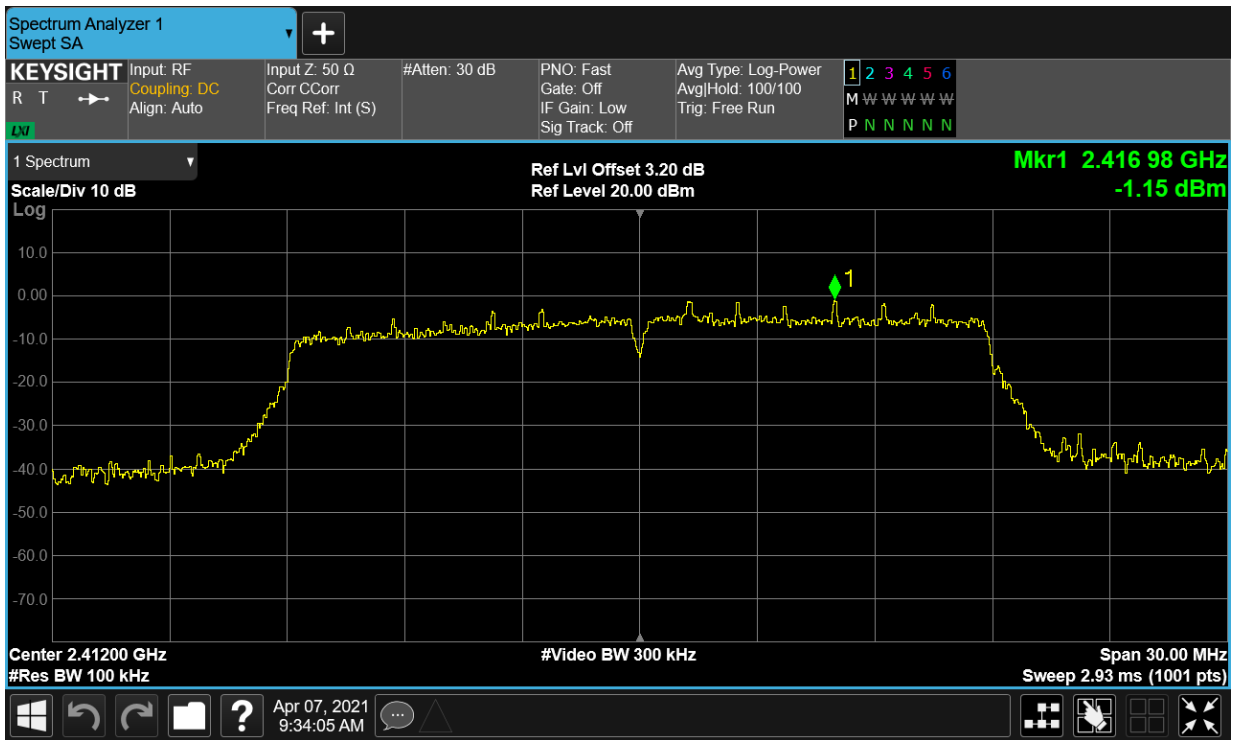 Spectrum Analyzer 1
Swept SA
KEYSIGHT
R T
LXI
Input: RF
Coupling: DC
Align: Auto
Input Z: 50 Ω
Corr CCorr
Freq Ref: Int (S)
#Atten: 30 dB
PNO: Fast
Gate: Off
IF Gain: Low
Sig Track: Off
Avg Type: Log-Power
Avg|Hold: 100/100
Trig: Free Run
1 2 3 4 5 6
M W W W W W
P N N N N N
1 Spectrum
Scale/Div 10 dB
Log
Ref Lvl Offset 3.20 dB
Ref Level 20.00 dBm
Mkr1 2.416 98 GHz
-1.15 dBm
10.0
0.00
-10.0
-20.0
-30.0
-40.0
-50.0
-60.0
-70.0
1
Center 2.41200 GHz
#Res BW 100 kHz
#Video BW 300 kHz
Span 30.00 MHz
Sweep 2.93 ms (1001 pts)
?
Apr 07, 2021
9:34:05 AM